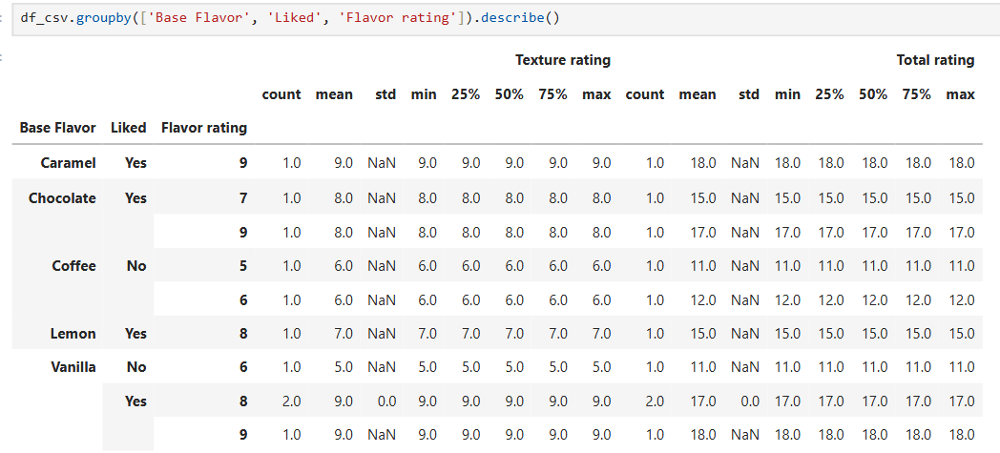 df_csv.groupby(['Base Flavor', 'Liked', 'Flavor rating']).describe()
Texture rating Total rating
count mean std min 25% 50% 75% max count mean std min 25% 50% 75% max
Base Flavor Liked Flavor rating
Caramel Yes 9 1.0 9.0 NaN 9.0 9.0 9.0 9.0 9.0 1.0 18.0 NaN 18.0 18.0 18.0 18.0 18.0
Chocolate Yes 7 1.0 8.0 NaN 8.0 8.0 8.0 8.0 8.0 1.0 15.0 NaN 15.0 15.0 15.0 15.0 15.0
9 1.0 8.0 NaN 8.0 8.0 8.0 8.0 8.0 1.0 17.0 NaN 17.0 17.0 17.0 17.0 17.0
Coffee No 5 1.0 6.0 NaN 6.0 6.0 6.0 6.0 6.0 1.0 11.0 NaN 11.0 11.0 11.0 11.0 11.0
6 1.0 6.0 NaN 6.0 6.0 6.0 6.0 6.0 1.0 12.0 NaN 12.0 12.0 12.0 12.0 12.0
Lemon Yes 8 1.0 7.0 NaN 7.0 7.0 7.0 7.0 7.0 1.0 15.0 NaN 15.0 15.0 15.0 15.0 15.0
Vanilla No 6 1.0 5.0 NaN 5.0 5.0 5.0 5.0 5.0 1.0 11.0 NaN 11.0 11.0 11.0 11.0 11.0
Yes 8 2.0 9.0 0.0 9.0 9.0 9.0 9.0 9.0 2.0 17.0 0.0 17.0 17.0 17.0 17.0 17.0
9 1.0 9.0 NaN 9.0 9.0 9.0 9.0 9.0 1.0 18.0 NaN 18.0 18.0 18.0 18.0 18.0